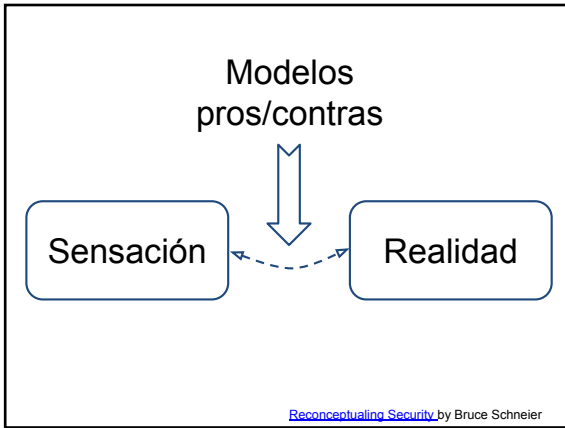 Modelos
pros/contras
Sensación
Realidad
Reconceptualing Security by Bruce Schneier